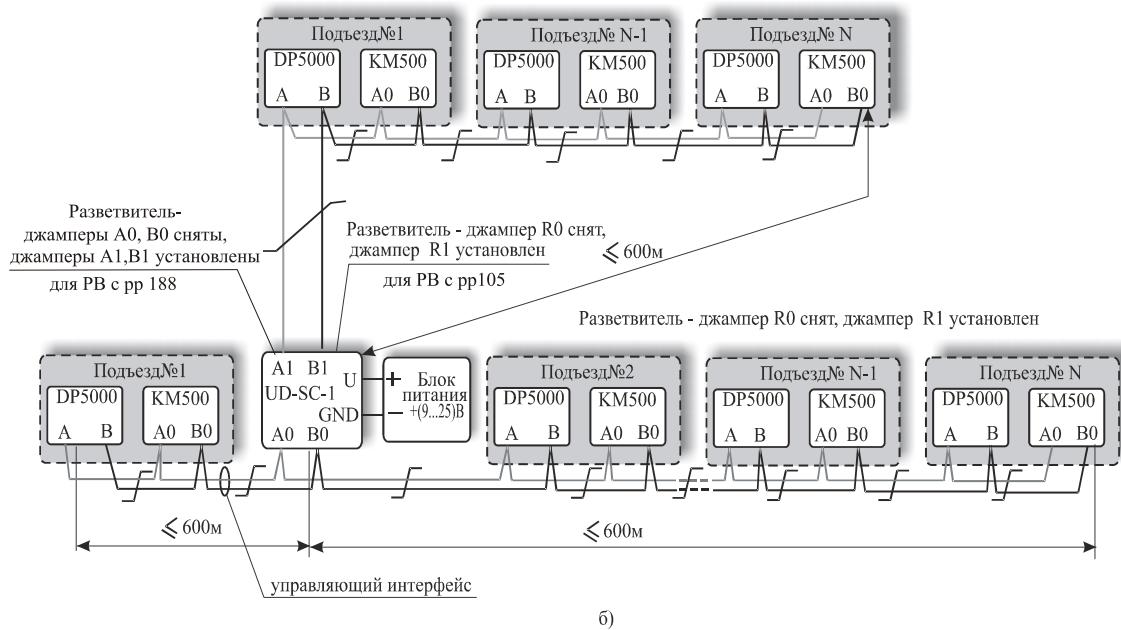 Подъезд№1
DP5000
KM500
A B
A0 B0
Подъезд№ N-1
DP5000
KM500
A B
A0 B0
Подъезд№ N
DP5000
KM500
A B
A0 B0
Разветвитель-
джамперы A0, B0 сняты,
джамперы A1,B1 установлены
для РВ с рр 188
Разветвитель - джампер R0 снят,
джампер R1 установлен
для РВ с рр105
⩽ 600м
Разветвитель - джампер R0 снят, джампер R1 установлен
Подъезд№1
DP5000
KM500
A B
A0 B0
A1 B1
U
UD-SC-1
GND
A0 B0
+ Блок
питания
– +(9...25)В
Подъезд№2
DP5000
KM500
A B
A0 B0
Подъезд№ N-1
DP5000
KM500
A B
A0 B0
Подъезд№ N
DP5000
KM500
A B
A0 B0
⩽ 600м
⩽ 600м
управляющий интерфейс
б)